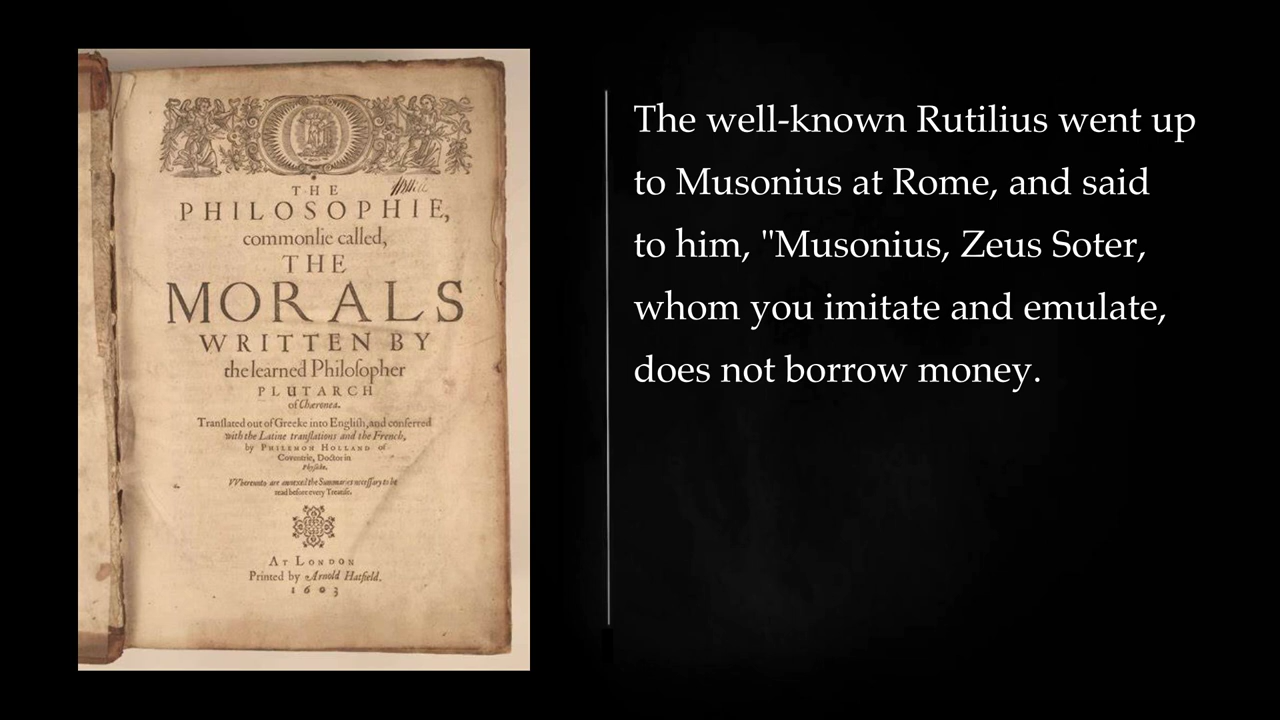 THE
PHILOSOPHIE,
commonlie called,
THE
MORALS
WRITTEN BY
the learned Philoſopher
PLUTARCH
of Chæronea.
Tranſlated out of Greeke into Engliſh, and conferred
with the Latine tranſlations and the French,
by PHILEMON HOLLAND of
Coventrie, Doctor in
Phyſicke.
VVhereunto are annexed the Summaries neceſſary to be
read before every Treatiſe.
AT LONDON
Printed by Arnold Hatfield.
1603
The well-known Rutilius went up
to Musonius at Rome, and said
to him, "Musonius, Zeus Soter,
whom you imitate and emulate,
does not borrow money.